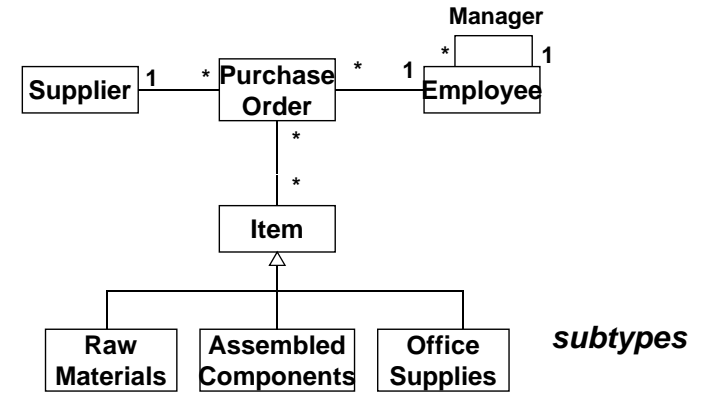 Manager
* 1
Supplier 1 * Purchase Order * 1 Employee
*
*
Item
Raw Materials
Assembled Components
Office Supplies
subtypes